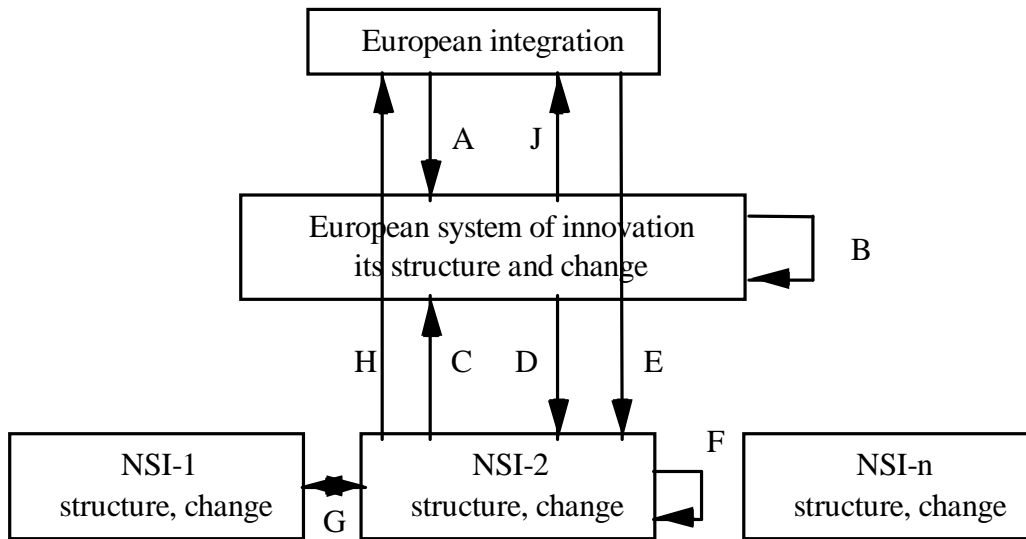 European integration
A
J
European system of innovation
its structure and change
B
H
C
D
E
F
NSI-1
structure, change
G
NSI-2
structure, change
NSI-n
structure, change